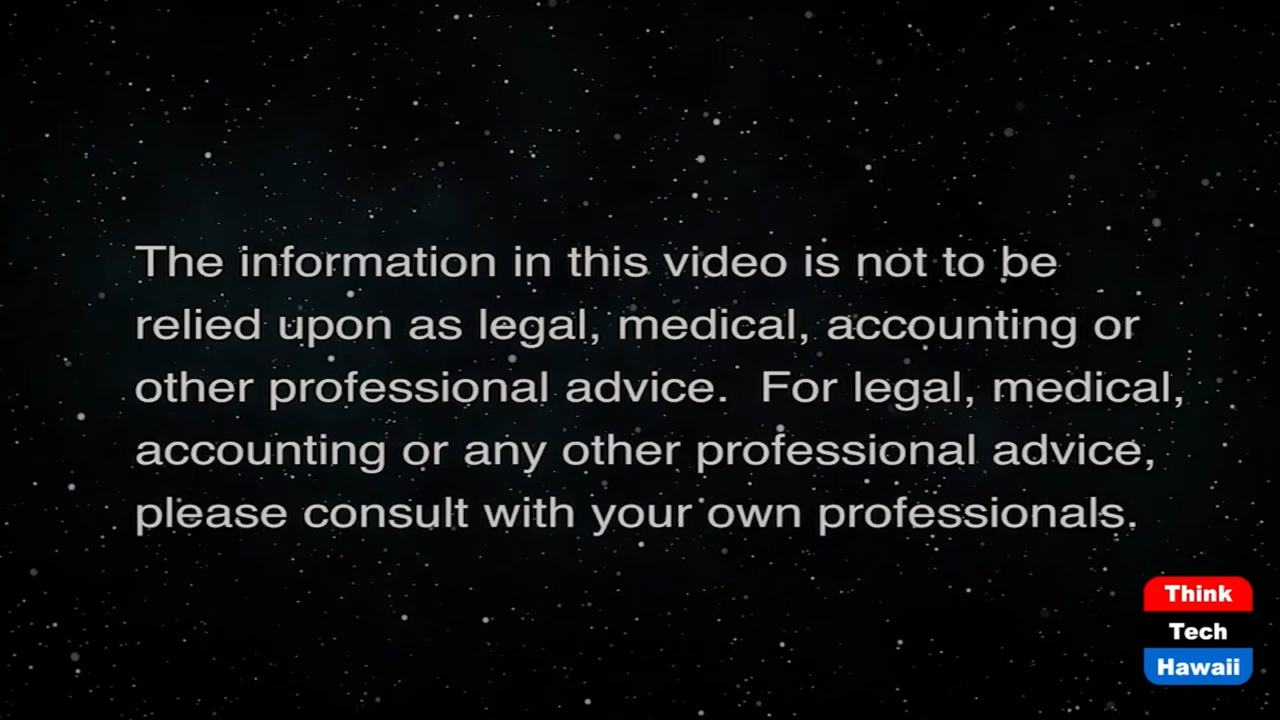 The information in this video is not to be
relied upon as legal, medical, accounting or
other professional advice.  For legal, medical,
accounting or any other professional advice,
please consult with your own professionals.
Think
Tech
Hawaii